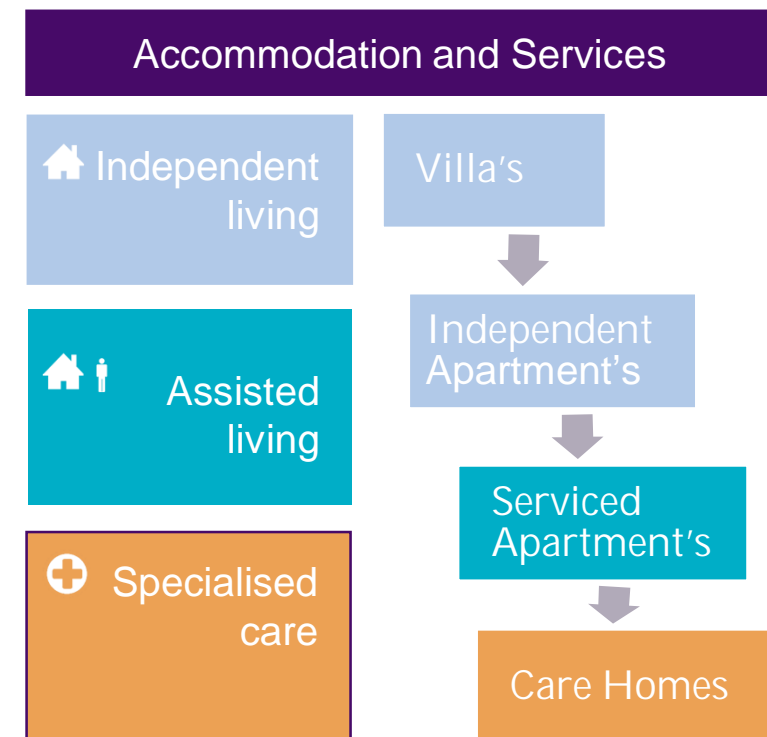 Accommodation and Services
Independent
living
Villa's
Independent
Apartment's
Assisted
living
Serviced
Apartment's
Specialised
care
Care Homes